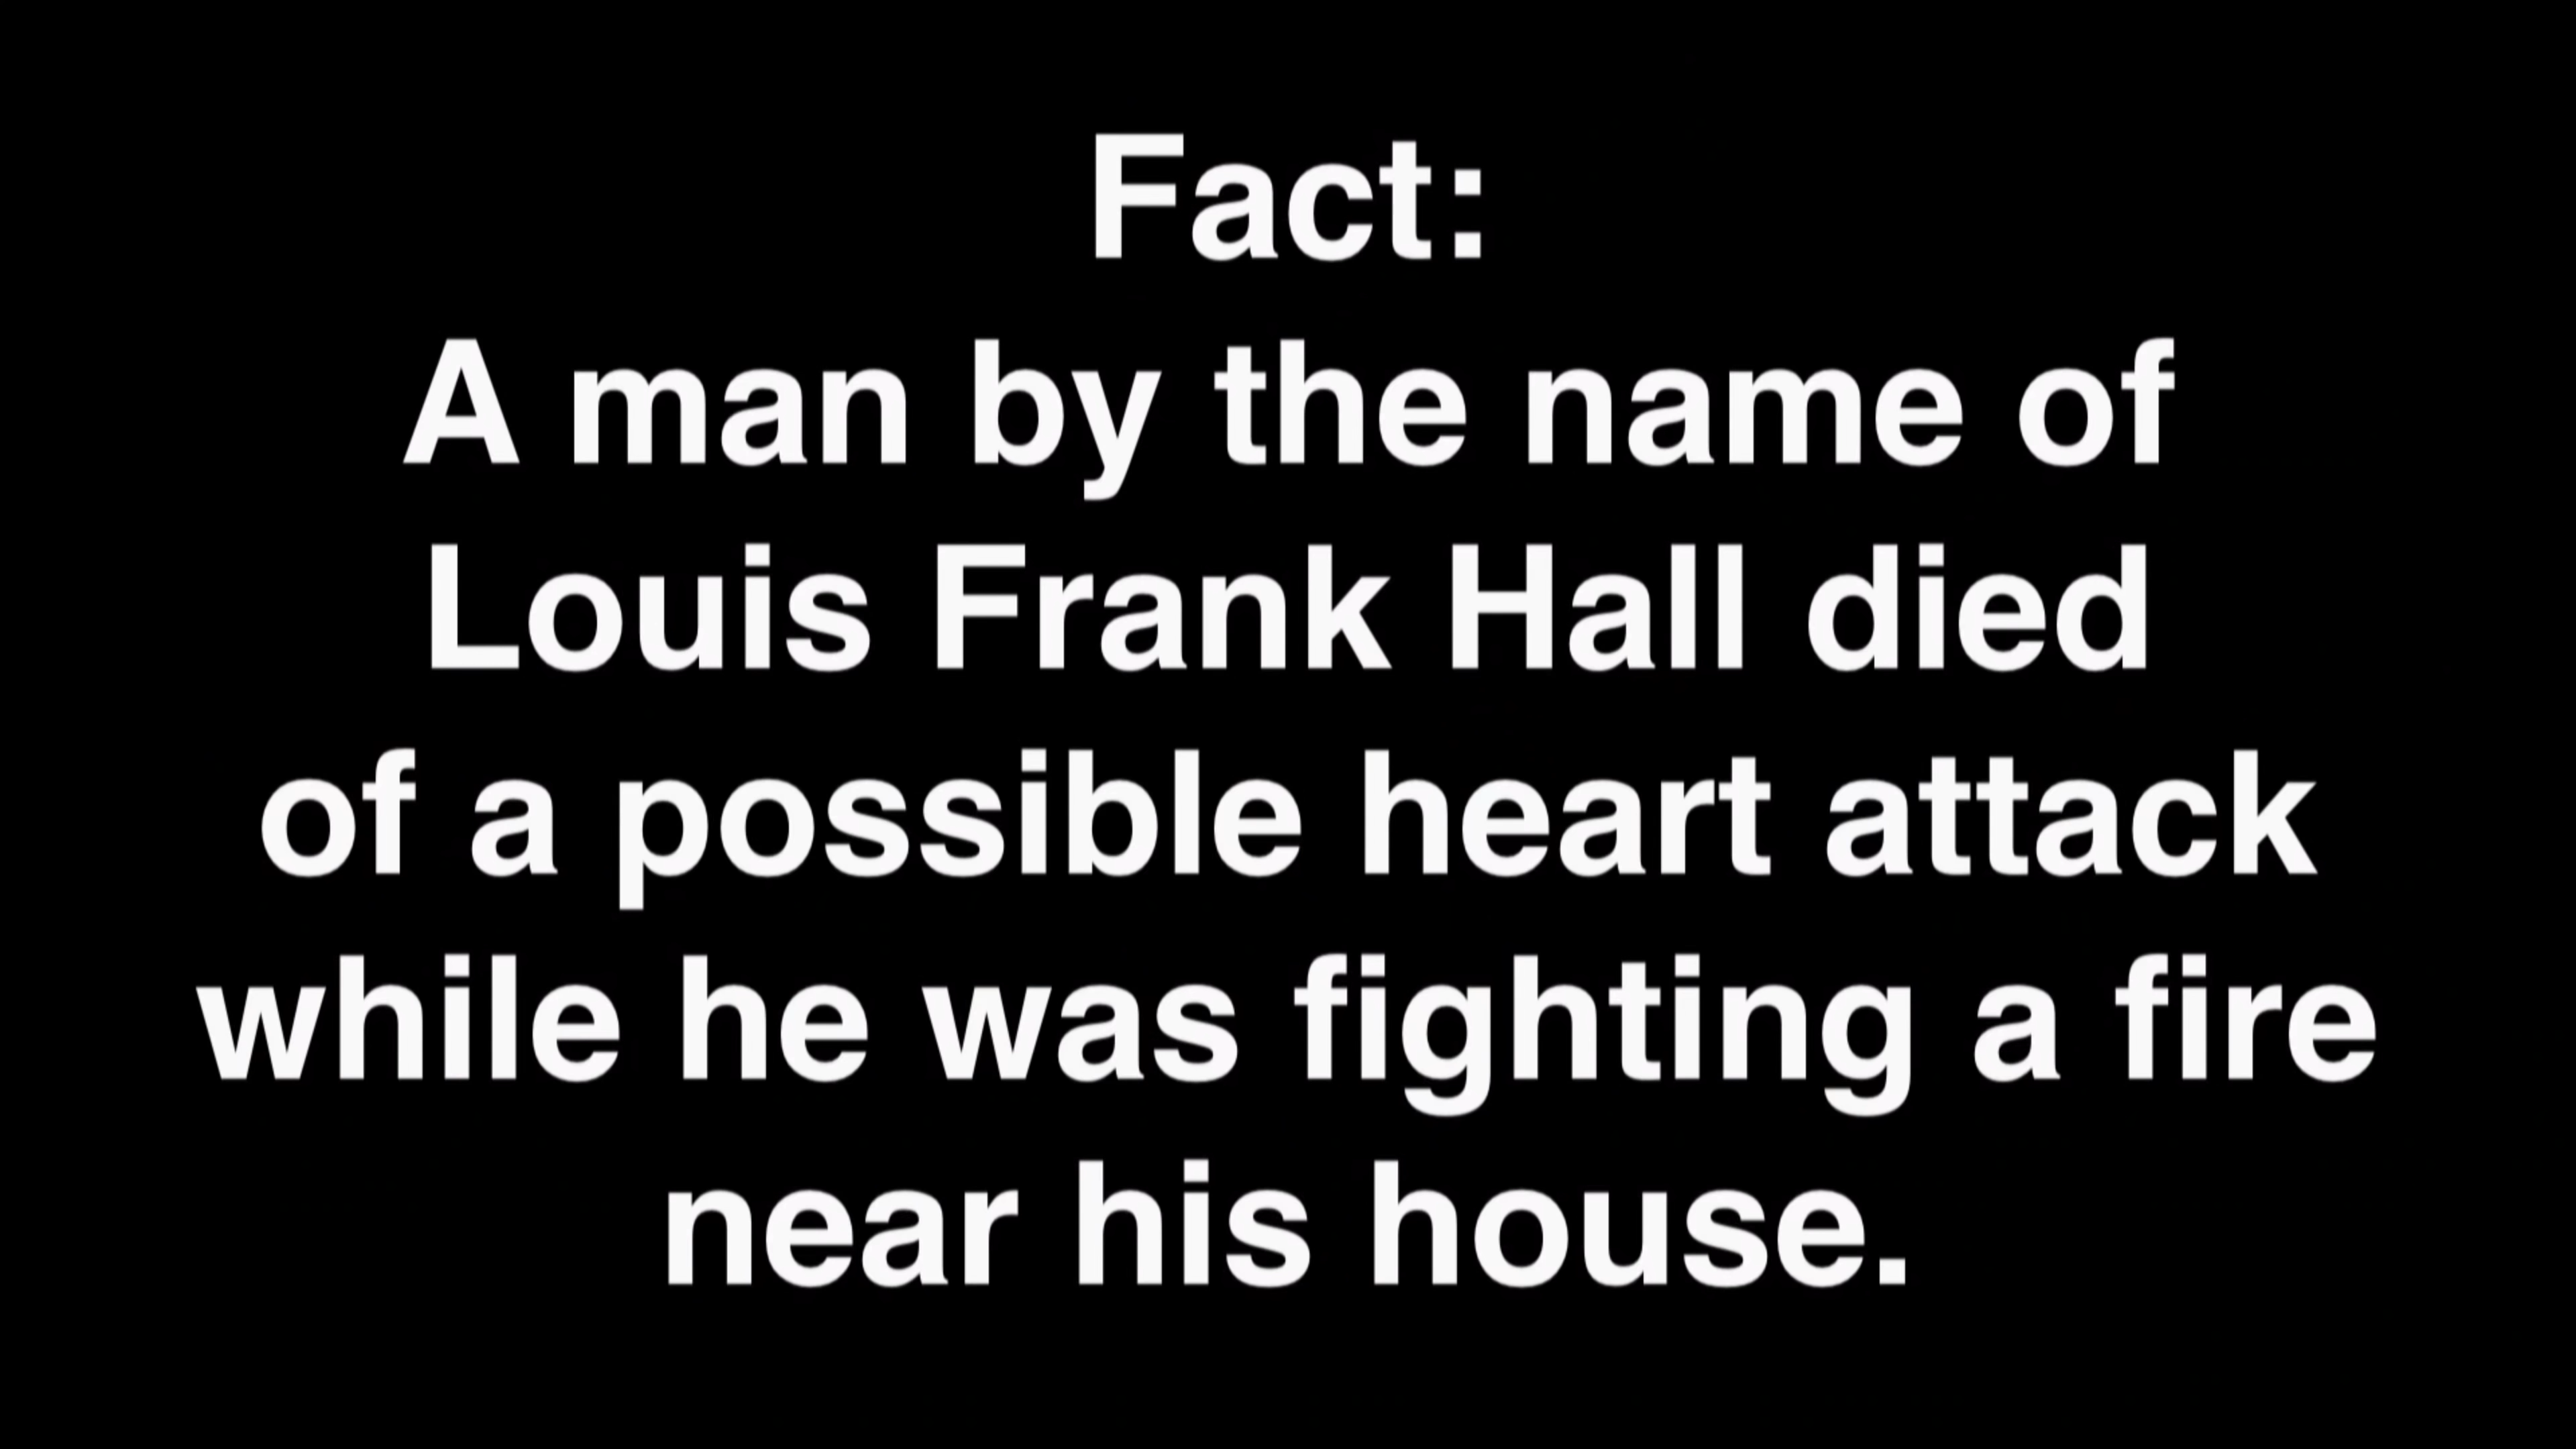 Fact:
A man by the name of
Louis Frank Hall died
of a possible heart attack
while he was fighting a fire
near his house.